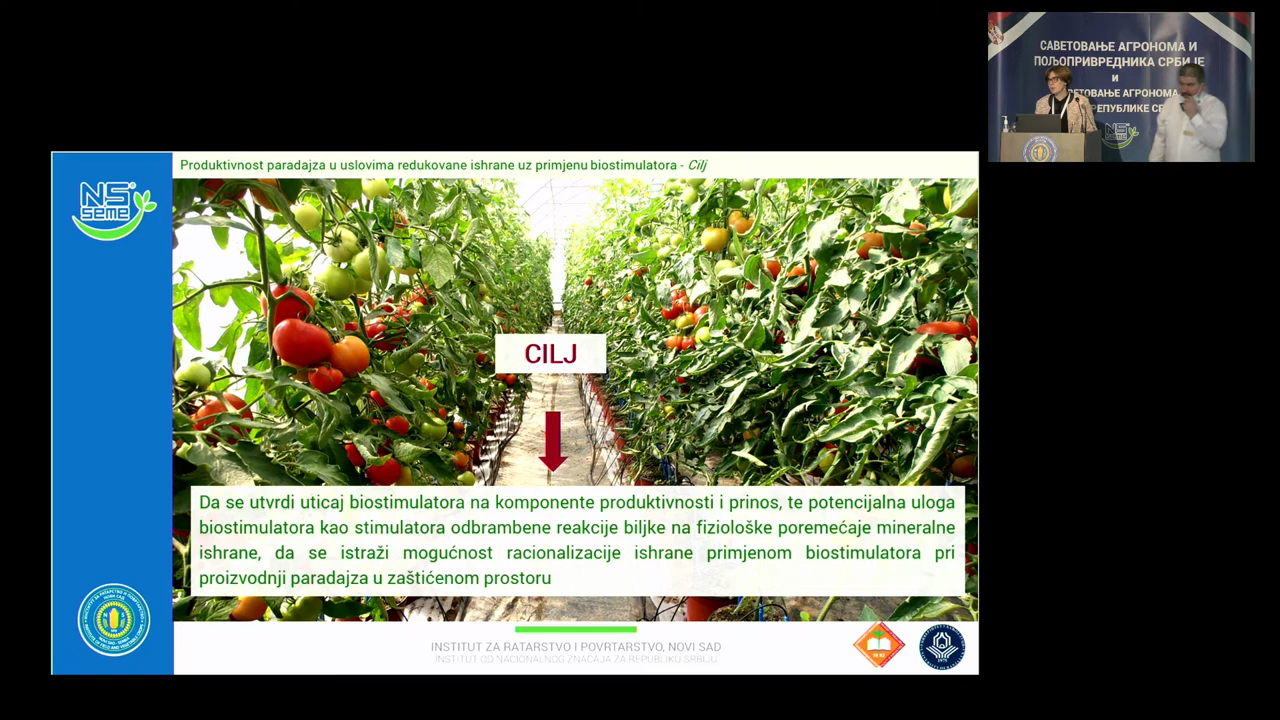 САВЕТОВАЊЕ АГРОНОМА И
ПОЉОПРИВРЕДНИКА СРБИЈЕ
И
АГРОНОМА
РЕПУБЛИКЕ
NS
Produktivnost paradajza u uslovima redukovane ishrane uz primjenu biostimulatora - Cilj
NS
seme
CILJ
Da se utvrdi uticaj biostimulatora na komponente produktivnosti i prinos, te potencijalna uloga
biostimulatora kao stimulatora odbrambene reakcije biljke na fiziološke poremećaje mineralne
ishrane, da se istraži mogućnost racionalizacije ishrane primjenom biostimulatora pri
proizvodnji paradajza u zaštićenom prostoru
INSTITUT ZA RATARSTVO I POVRTARSTVO, NOVI SAD
INSTITUT OD NACIONALNOG ZNAČAJA ZA REPUBLIKU SRBIJU